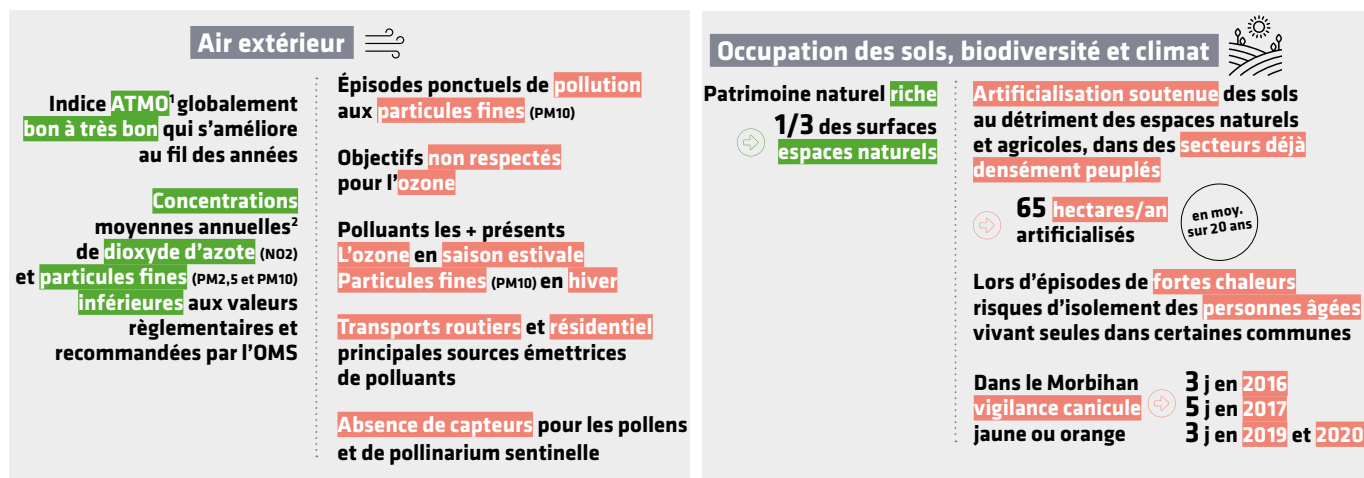 Air extérieur
Indice ATMO¹ globalement
bon à très bon qui s'améliore
au fil des années
Concentrations
moyennes annuelles²
de dioxyde d'azote (NO2)
et particules fines (PM2,5 et PM10)
inférieures aux valeurs
règlementaires et
recommandées par l'OMS
Épisodes ponctuels de pollution
aux particules fines (PM10)
Objectifs non respectés
pour l'ozone
Polluants les + présents
L'ozone en saison estivale
Particules fines (PM10) en hiver
Transports routiers et résidentiel
principales sources émettrices
de polluants
Absence de capteurs pour les pollens
et de pollinarium sentinelle
Occupation des sols, biodiversité et climat
Patrimoine naturel riche
1/3 des surfaces
espaces naturels
Artificialisation soutenue des sols
au détriment des espaces naturels
et agricoles, dans des secteurs déjà
densément peuplés
65 hectares/an
artificialisés
en moy.
sur 20 ans
Lors d'épisodes de fortes chaleurs
risques d'isolement des personnes âgées
vivant seules dans certaines communes
Dans le Morbihan
vigilance canicule
jaune ou orange
3 j en 2016
5 j en 2017
3 j en 2019 et 2020